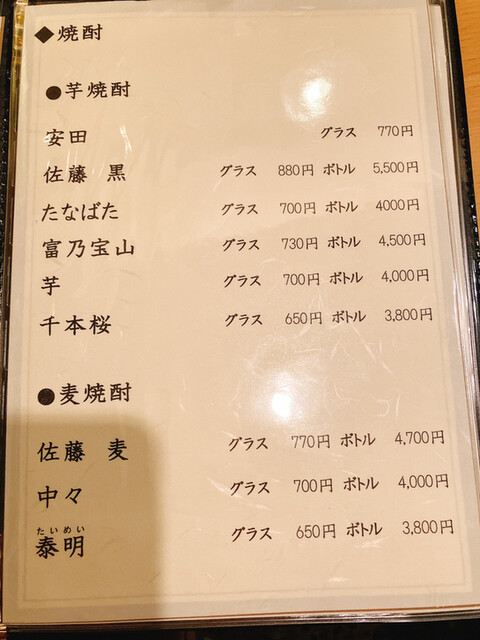 ◆焼酎
●芋焼酎
安田 グラス 770円
佐藤 黒 グラス 880円 ボトル 5,500円
たなばた グラス 700円 ボトル 4000円
富乃宝山 グラス 730円 ボトル 4,500円
芋 グラス 700円 ボトル 4,000円
千本桜 グラス 650円 ボトル 3,800円
●麦焼酎
佐藤 麦 グラス 770円 ボトル 4,700円
中々 グラス 700円 ボトル 4,000円
たいめい
泰明 グラス 650円 ボトル 3,800円